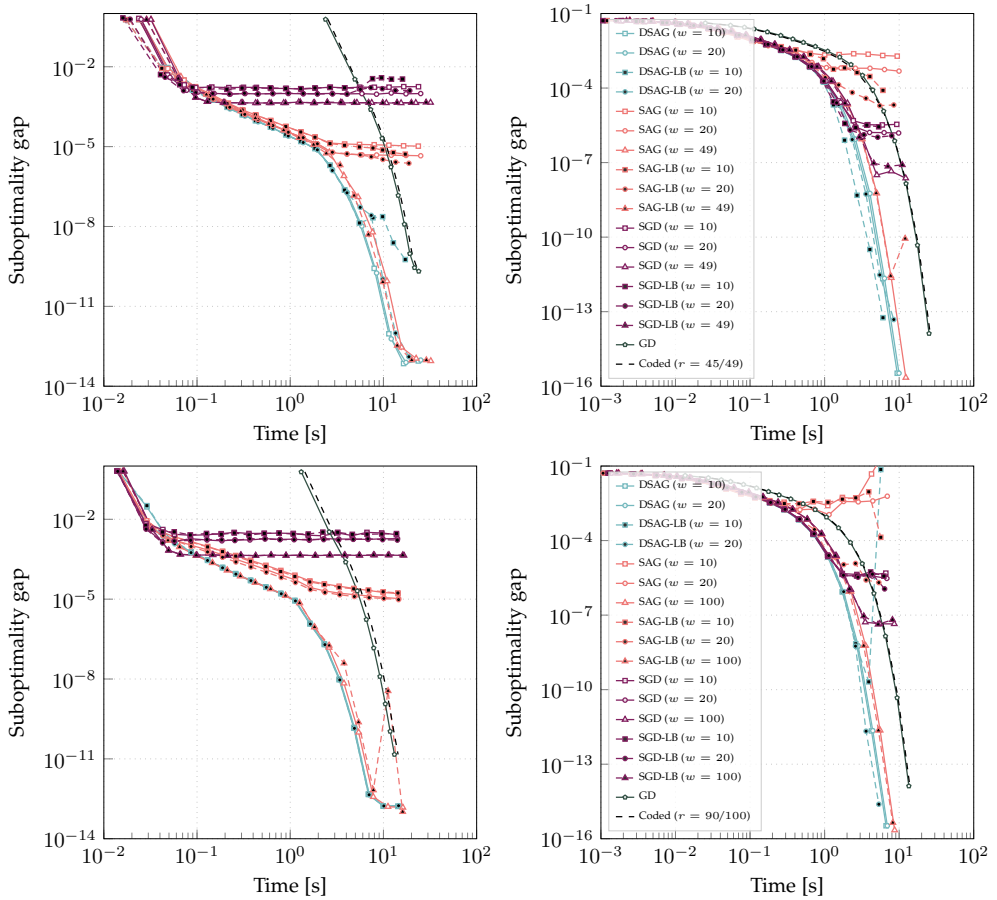 10^−2
10^−5
10^−8
10^−11
10^−14
10^−2
10^−1
10^0
10^1
10^2
Time [s]
Suboptimality gap
10^−1
10^−4
10^−7
10^−10
10^−13
10^−16
10^−3
10^−2
10^−1
10^0
10^1
10^2
Time [s]
Suboptimality gap
DSAG (w = 10)
DSAG (w = 20)
DSAG-LB (w = 10)
DSAG-LB (w = 20)
SAG (w = 10)
SAG (w = 20)
SAG (w = 49)
SAG-LB (w = 10)
SAG-LB (w = 20)
SAG-LB (w = 49)
SGD (w = 10)
SGD (w = 20)
SGD (w = 49)
SGD-LB (w = 10)
SGD-LB (w = 20)
SGD-LB (w = 49)
GD
Coded (r = 45/49)
10^−2
10^−5
10^−8
10^−11
10^−14
10^−2
10^−1
10^0
10^1
10^2
Time [s]
Suboptimality gap
10^−1
10^−4
10^−7
10^−10
10^−13
10^−16
10^−3
10^−2
10^−1
10^0
10^1
10^2
Time [s]
Suboptimality gap
DSAG (w = 10)
DSAG (w = 20)
DSAG-LB (w = 10)
DSAG-LB (w = 20)
SAG (w = 10)
SAG (w = 20)
SAG (w = 100)
SAG-LB (w = 10)
SAG-LB (w = 20)
SAG-LB (w = 100)
SGD (w = 10)
SGD (w = 20)
SGD (w = 100)
SGD-LB (w = 10)
SGD-LB (w = 20)
SGD-LB (w = 100)
GD
Coded (r = 90/100)